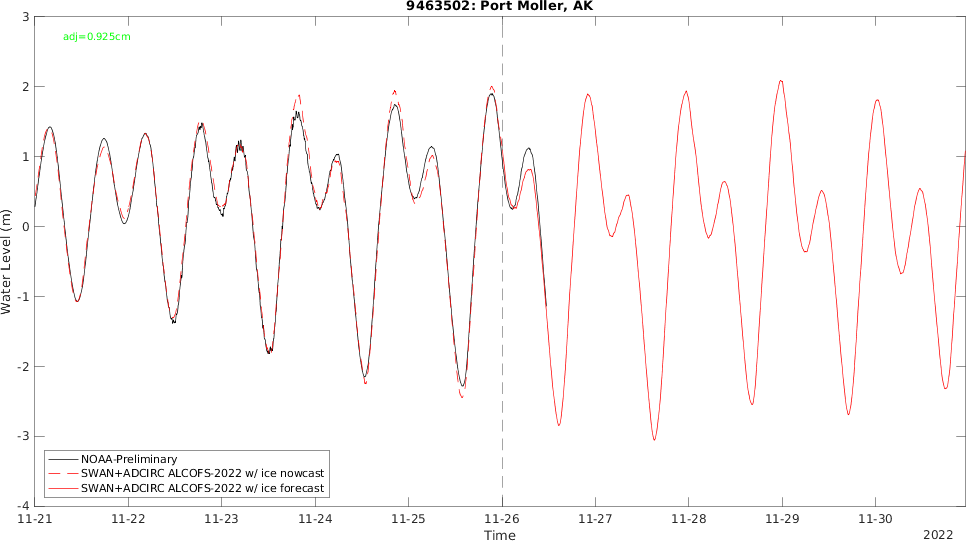 9463502: Port Moller, AK
adj=0.925cm
3
2
1
0
-1
-2
-3
-4
Water Level (m)
NOAA-Preliminary
SWAN+ADCIRC ALCOFS-2022 w/ ice nowcast
SWAN+ADCIRC ALCOFS-2022 w/ ice forecast
11-21 11-22 11-23 11-24 11-25 11-26 11-27 11-28 11-29 11-30
Time
2022